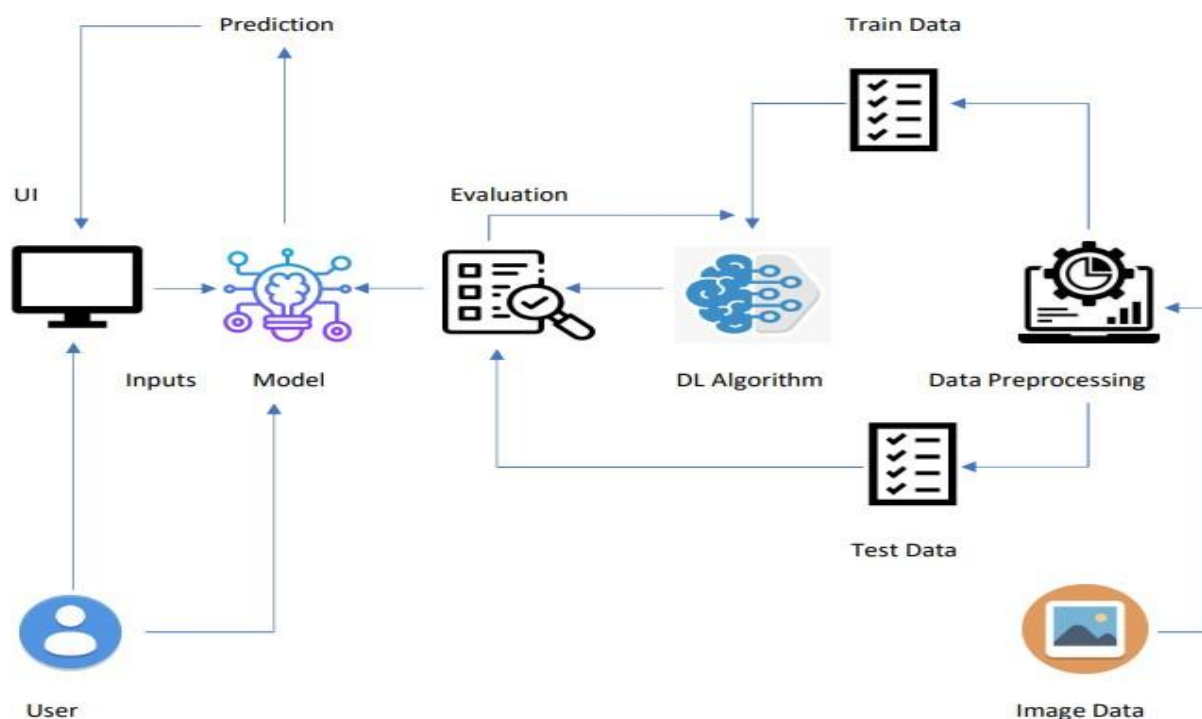 Prediction
Train Data
UI
Evaluation
Inputs
Model
DL Algorithm
Data Preprocessing
Test Data
User
Image Data